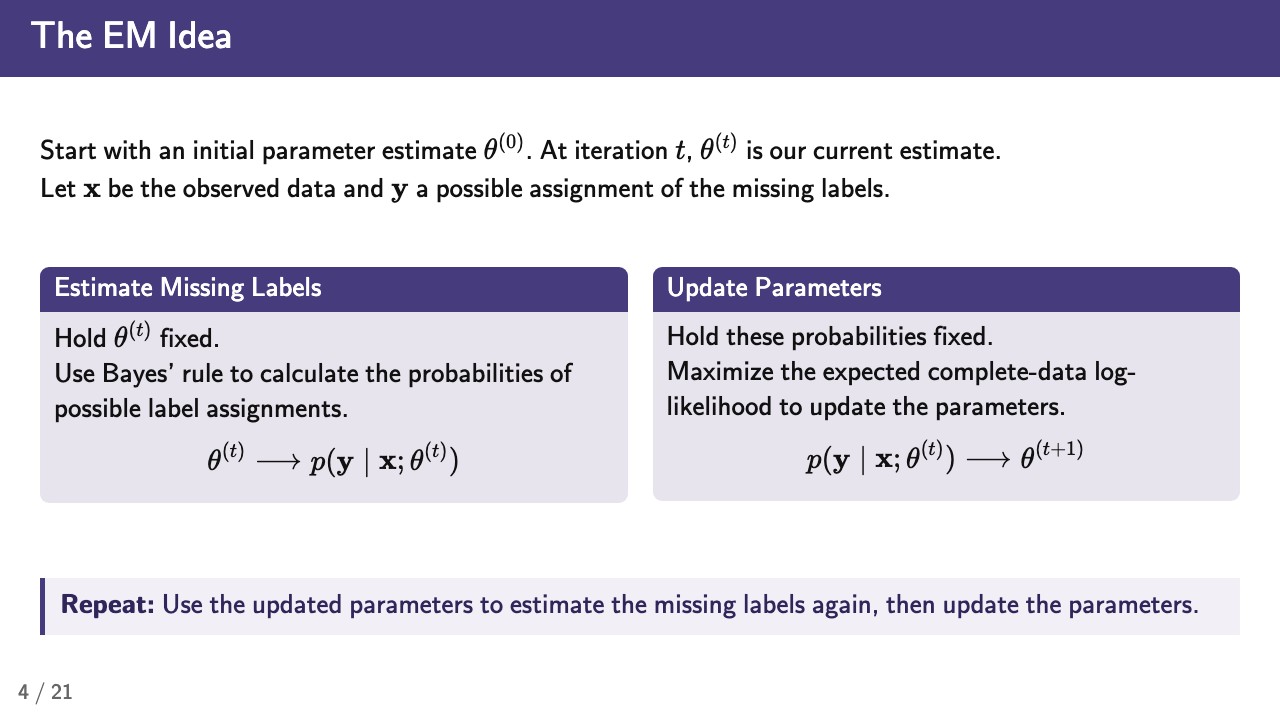 The EM Idea
Start with an initial parameter estimate θ^(0). At iteration t, θ^(t) is our current estimate.
Let x be the observed data and y a possible assignment of the missing labels.
Estimate Missing Labels
Hold θ^(t) fixed.
Use Bayes’ rule to calculate the probabilities of
possible label assignments.
θ^(t) ⟶ p(y | x; θ^(t))
Update Parameters
Hold these probabilities fixed.
Maximize the expected complete-data log-
likelihood to update the parameters.
p(y | x; θ^(t)) ⟶ θ^(t+1)
Repeat: Use the updated parameters to estimate the missing labels again, then update the parameters.
4 / 21